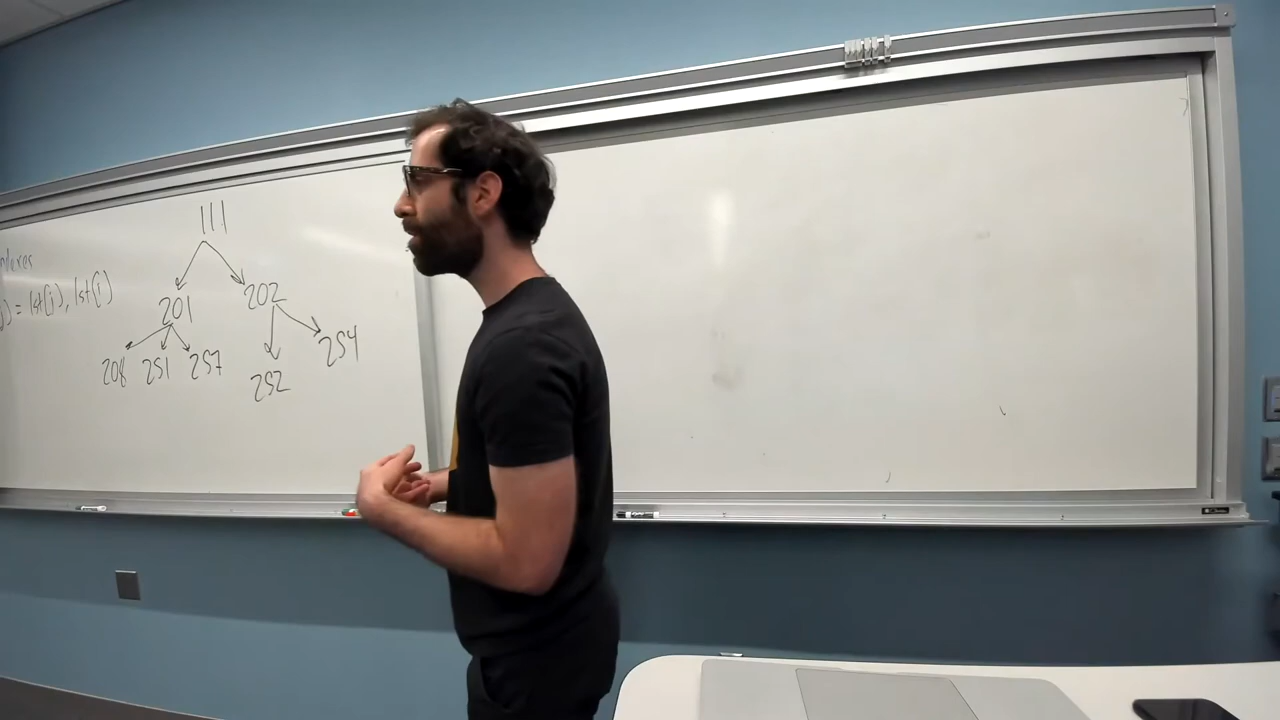 111
) = lst[j], lst[i]
201 202
208 251 257 252 254